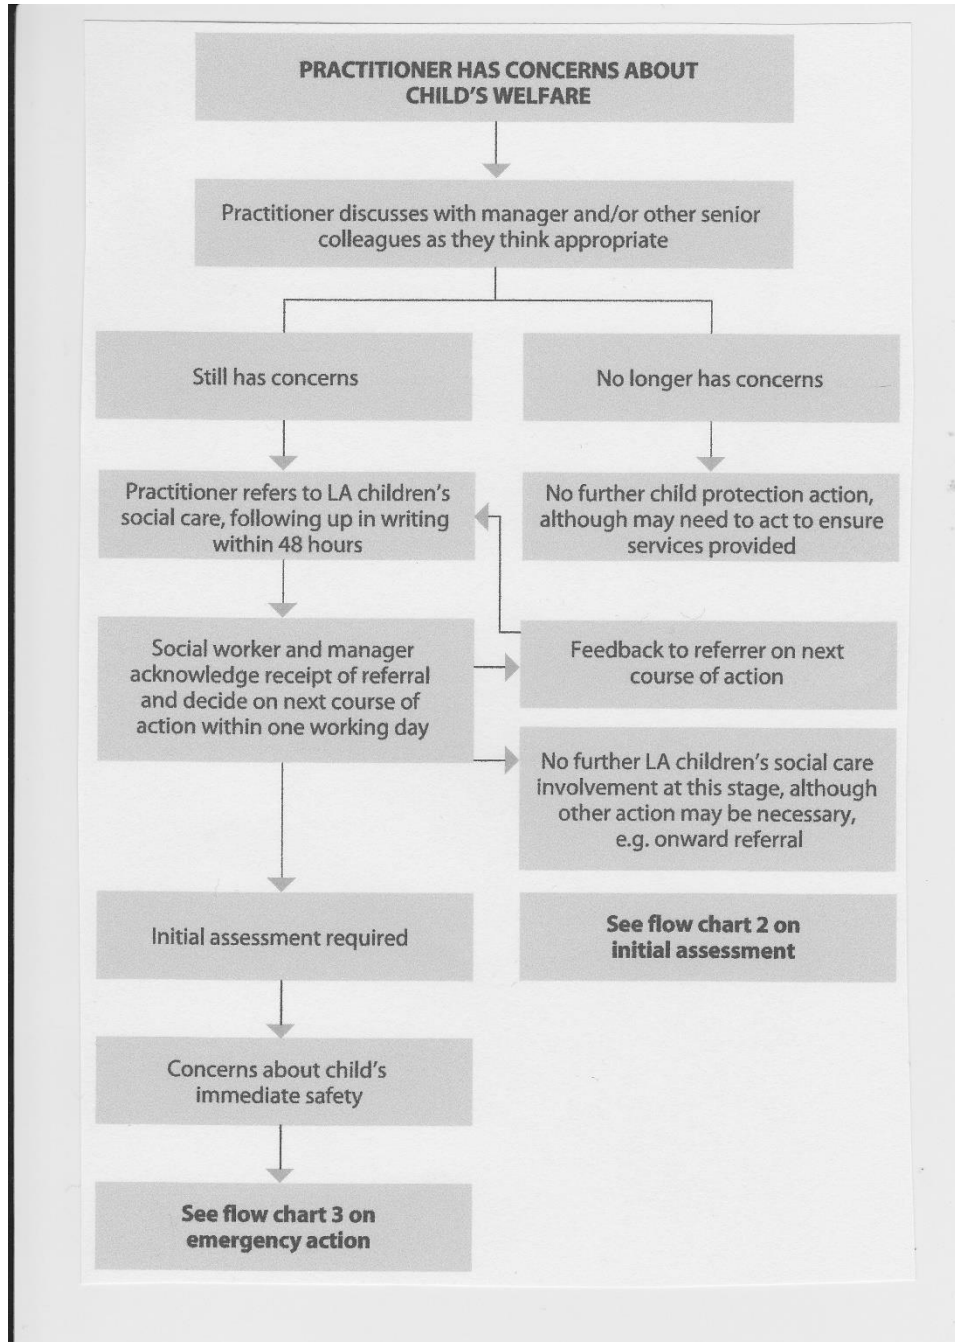 PRACTITIONER HAS CONCERNS ABOUT
CHILD'S WELFARE
Practitioner discusses with manager and/or other senior
colleagues as they think appropriate
Still has concerns
No longer has concerns
Practitioner refers to LA children's
social care, following up in writing
within 48 hours
No further child protection action,
although may need to act to ensure
services provided
Social worker and manager
acknowledge receipt of referral
and decide on next course of
action within one working day
Feedback to referrer on next
course of action
No further LA children's social care
involvement at this stage, although
other action may be necessary,
e.g. onward referral
Initial assessment required
See flow chart 2 on
initial assessment
Concerns about child's
immediate safety
See flow chart 3 on
emergency action